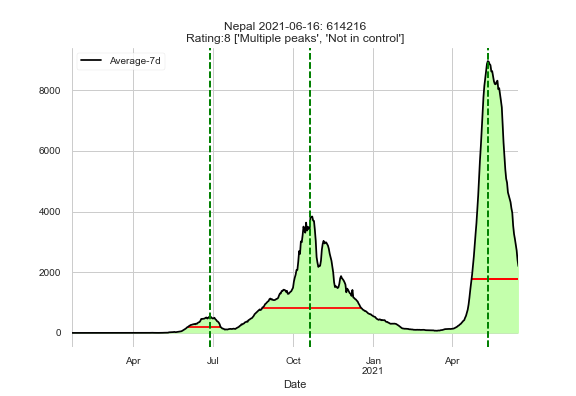 Nepal 2021-06-16: 614216
Rating:8 ['Multiple peaks', 'Not in control']
Average-7d
8000
6000
4000
2000
0
Apr
Jul
Oct
Jan
2021
Apr
Date